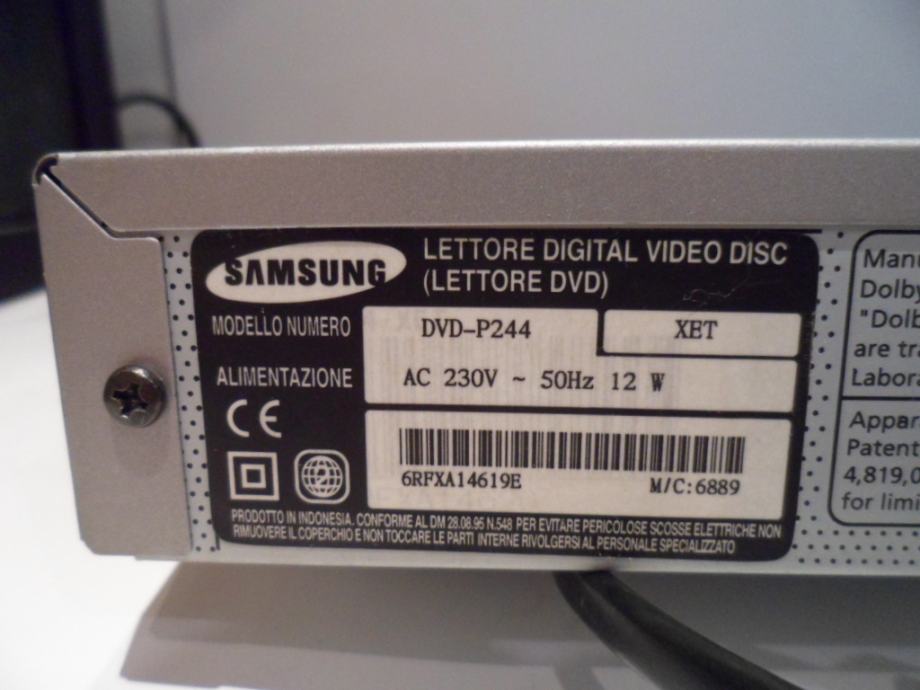 SAMSUNG
LETTORE DIGITAL VIDEO DISC
(LETTORE DVD)
MODELLO NUMERO
DVD-P244
XET
ALIMENTAZIONE
AC 230V ~ 50Hz 12 W
CE
6RFXA14619E
M/C:6889
PRODOTTO IN INDONESIA. CONFORME AL DM 28.08.95 N.548 PER EVITARE PERICOLOSE SCOSSE ELETTRICHE NON
RIMUOVERE IL COPERCHIO E NON TOCCARE LE PARTI INTERNE RIVOLGERSI AL PERSONALE SPECIALIZZATO
Manu
Dolby
"Dolb
are tra
Labora
Appar
Patent
4,819,0
for limi